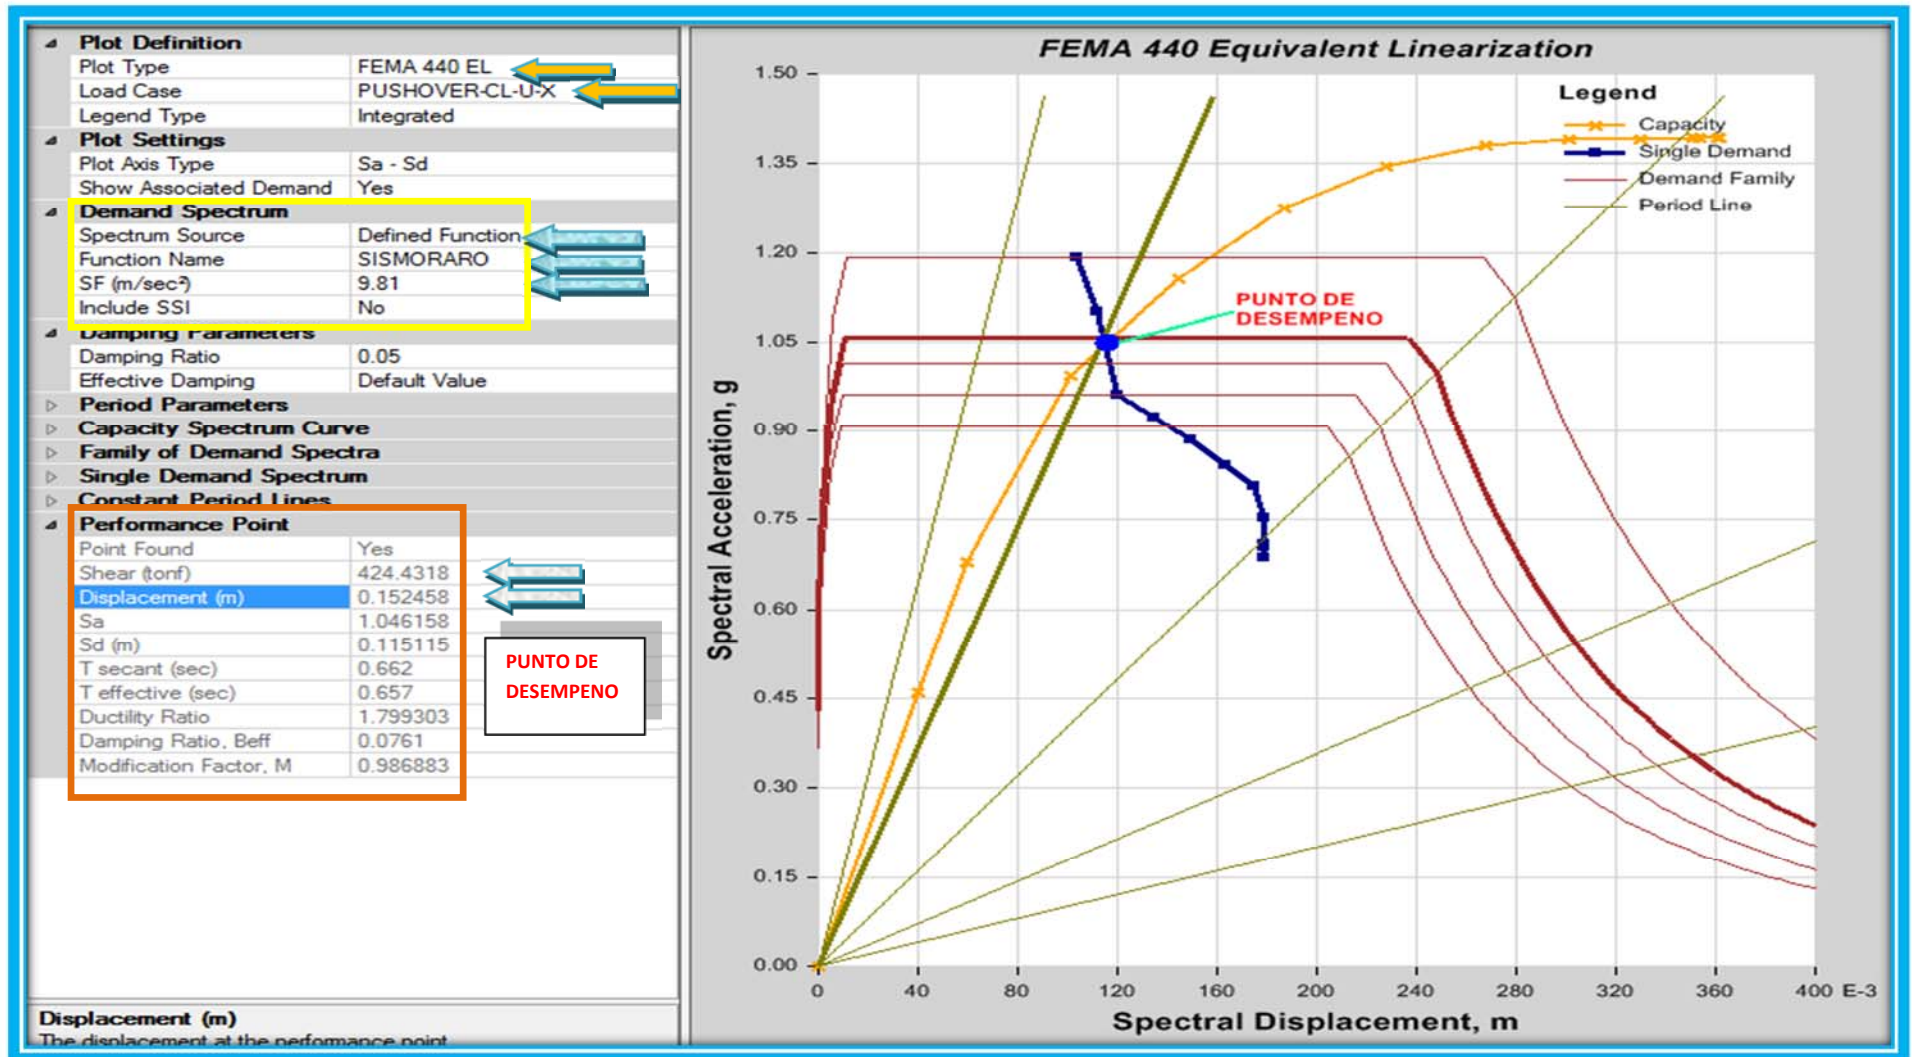 Plot Definition
Plot Type FEMA 440 EL
Load Case PUSHOVER-CL-U-X
Legend Type Integrated
Plot Settings
Plot Axis Type Sa - Sd
Show Associated Demand Yes
Demand Spectrum
Spectrum Source Defined Function
Function Name SISMORARO
SF (m/sec²) 9.81
Include SSI No
Damping Parameters
Damping Ratio 0.05
Effective Damping Default Value
Period Parameters
Capacity Spectrum Curve
Family of Demand Spectra
Single Demand Spectrum
Constant Period Lines
Performance Point
Point Found Yes
Shear (tonf) 424.4318
Displacement (m) 0.152458
Sa 1.046158
Sd (m) 0.115115
T secant (sec) 0.662
T effective (sec) 0.657
Ductility Ratio 1.799303
Damping Ratio, Beff 0.0761
Modification Factor, M 0.986883
PUNTO DE
DESEMPENO
Displacement (m)
The displacement at the performance point
FEMA 440 Equivalent Linearization
Legend
Capacity
Single Demand
Demand Family
Period Line
PUNTO DE
DESEMPENO
Spectral Acceleration, g
1.50
1.35
1.20
1.05
0.90
0.75
0.60
0.45
0.30
0.15
0.00
0 40 80 120 160 200 240 280 320 360 400 E-3
Spectral Displacement, m